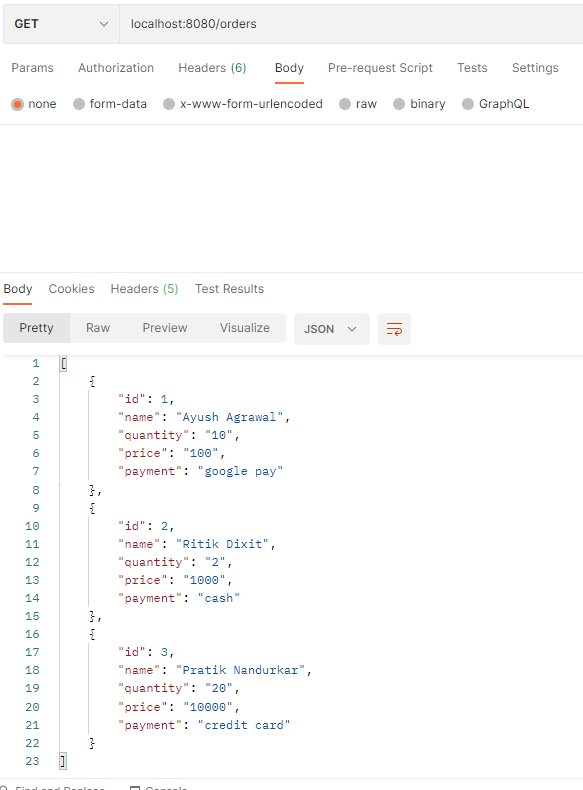 GET localhost:8080/orders
Params Authorization Headers (6) Body Pre-request Script Tests Settings
none form-data x-www-form-urlencoded raw binary GraphQL
Body Cookies Headers (5) Test Results
Pretty Raw Preview Visualize JSON
1 [
2 {
3 "id": 1,
4 "name": "Ayush Agrawal",
5 "quantity": "10",
6 "price": "100",
7 "payment": "google pay"
8 },
9 {
10 "id": 2,
11 "name": "Ritik Dixit",
12 "quantity": "2",
13 "price": "1000",
14 "payment": "cash"
15 },
16 {
17 "id": 3,
18 "name": "Pratik Nandurkar",
19 "quantity": "20",
20 "price": "10000",
21 "payment": "credit card"
22 }
23 ]
Find and Replace Console